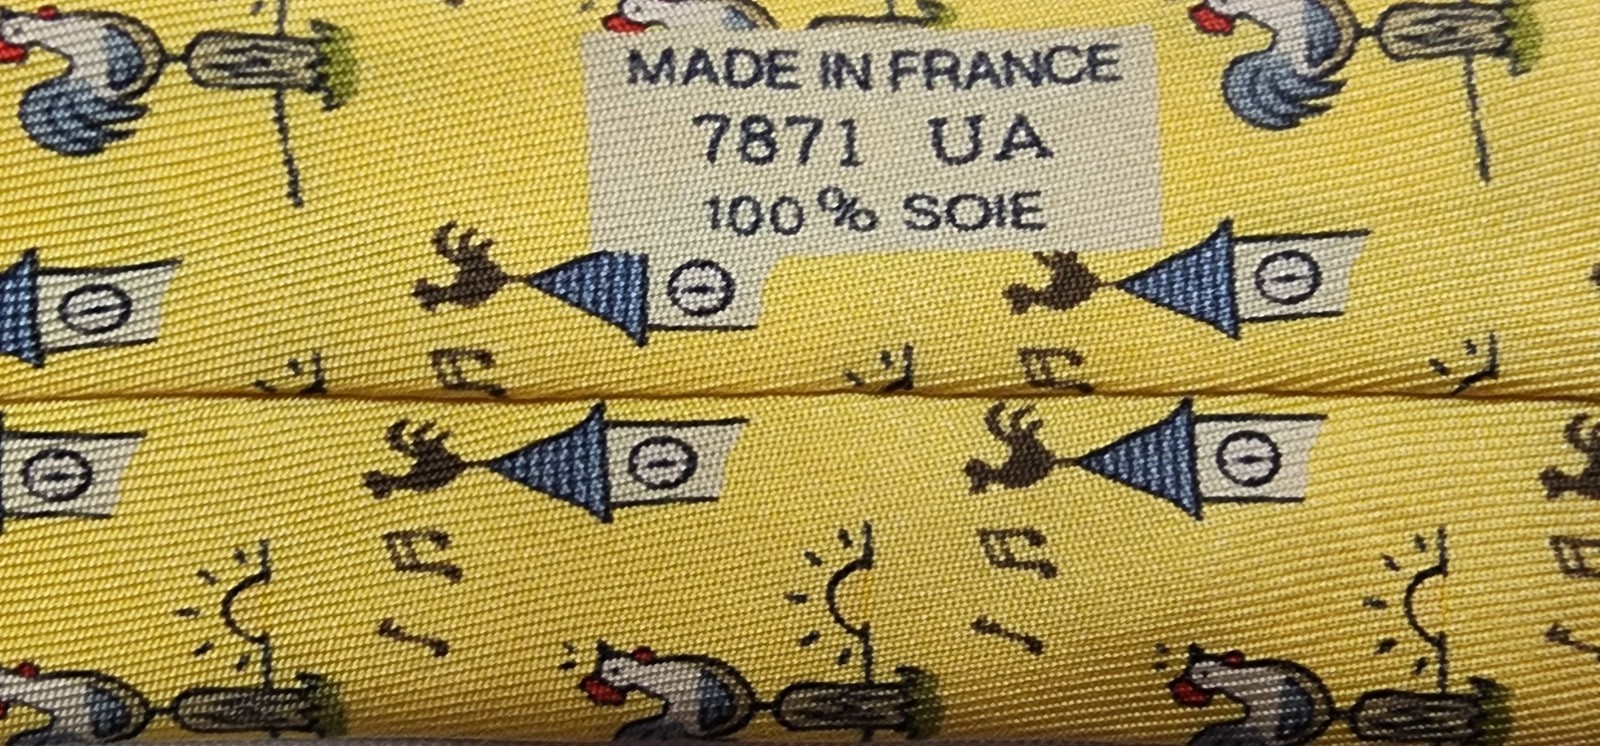 MADE IN FRANCE
7871 UA
100% SOIE